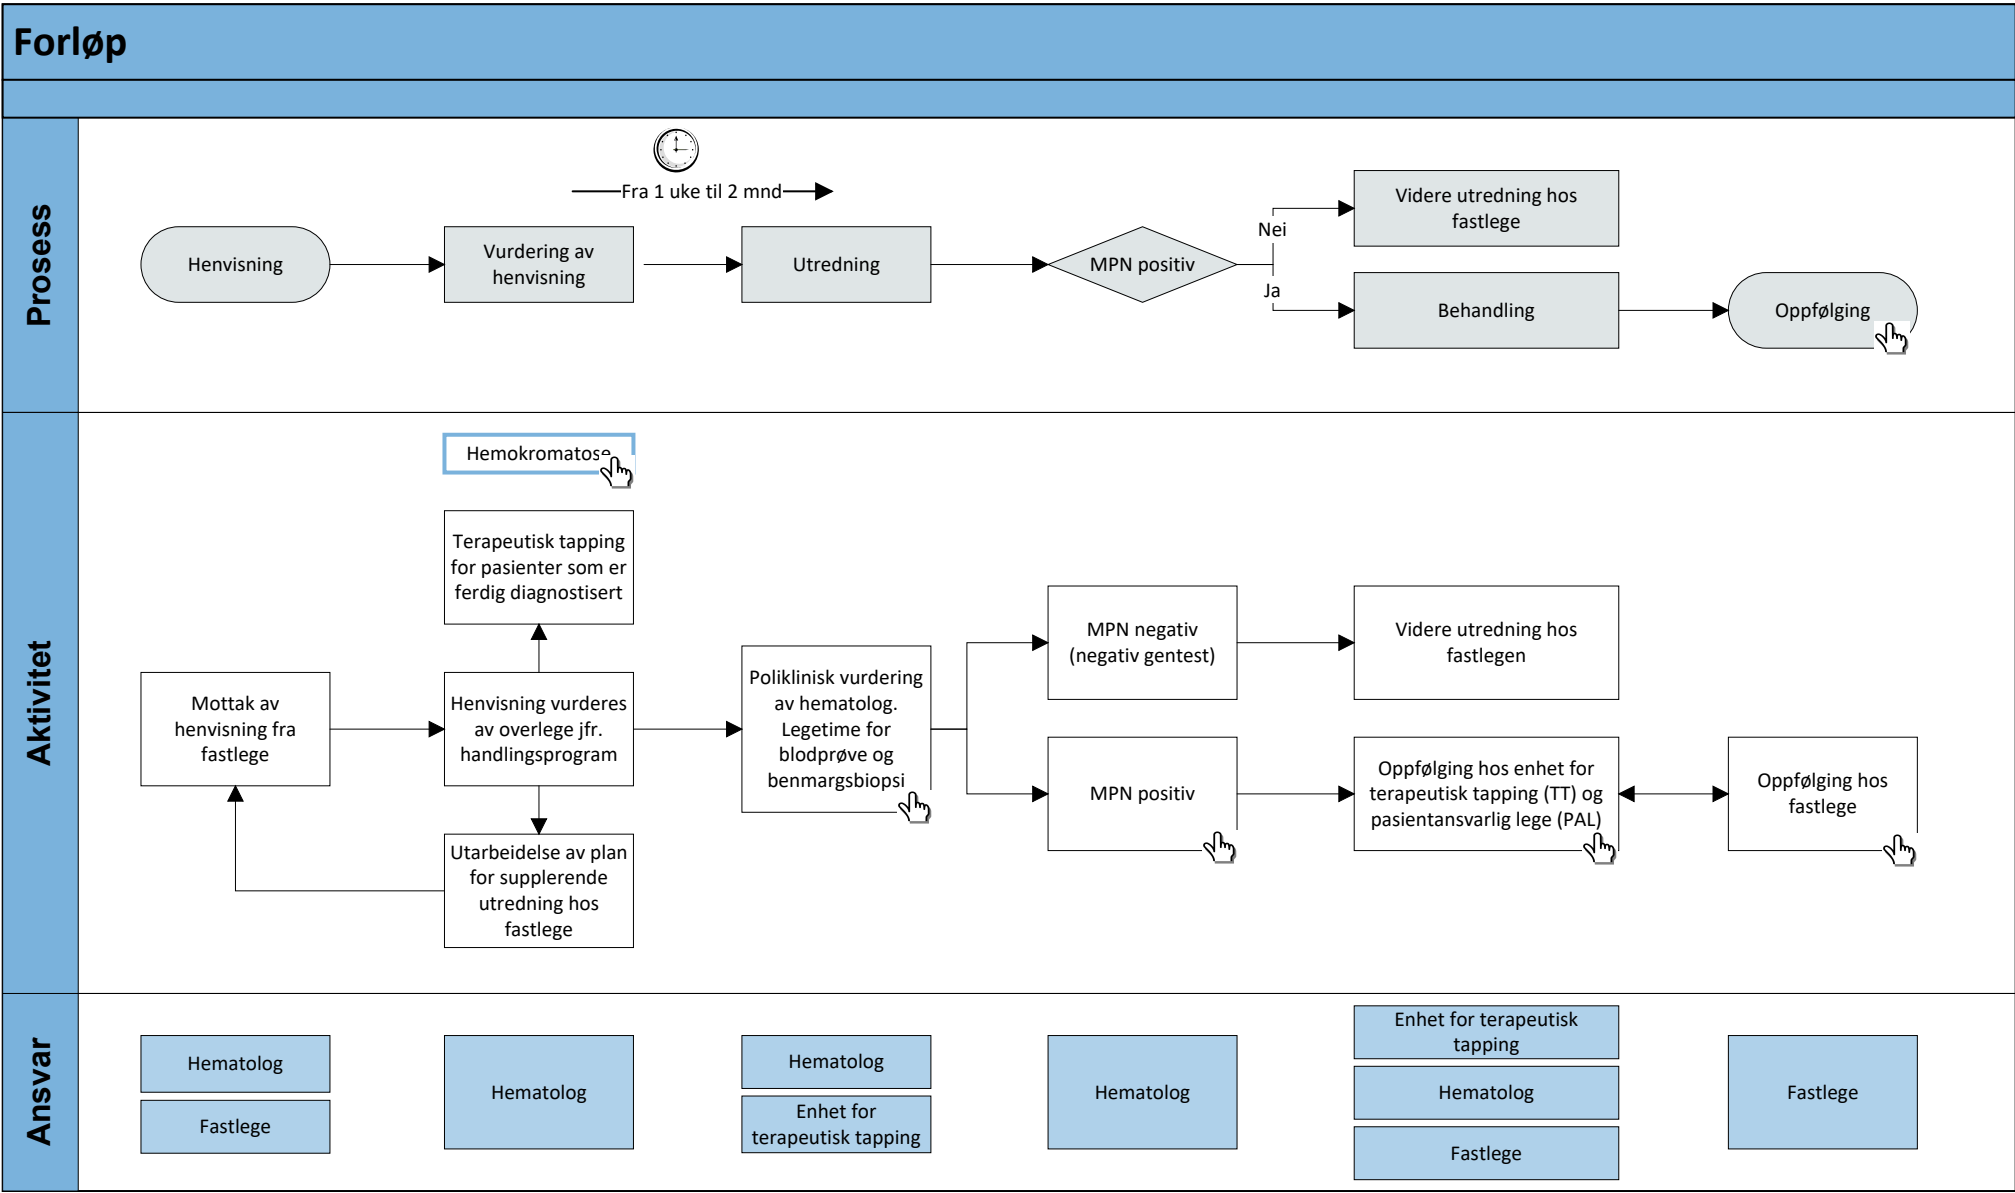 Forløp
Prosess
Fra 1 uke til 2 mnd
Henvisning
Vurdering av
henvisning
Utredning
MPN positiv
Nei
Ja
Videre utredning hos
fastlege
Behandling
Oppfølging
Aktivitet
Hemokromatose
Terapeutisk tapping
for pasienter som er
ferdig diagnostisert
Mottak av
henvisning fra
fastlege
Henvisning vurderes
av overlege jfr.
handlingsprogram
Utarbeidelse av plan
for supplerende
utredning hos
fastlege
Poliklinisk vurdering
av hematolog.
Legetime for
blodprøve og
benmargsbiopsi
MPN negativ
(negativ gentest)
MPN positiv
Videre utredning hos
fastlegen
Oppfølging hos enhet for
terapeutisk tapping (TT) og
pasientansvarlig lege (PAL)
Oppfølging hos
fastlege
Ansvar
Hematolog
Fastlege
Hematolog
Hematolog
Enhet for
terapeutisk tapping
Hematolog
Enhet for terapeutisk
tapping
Hematolog
Fastlege
Fastlege